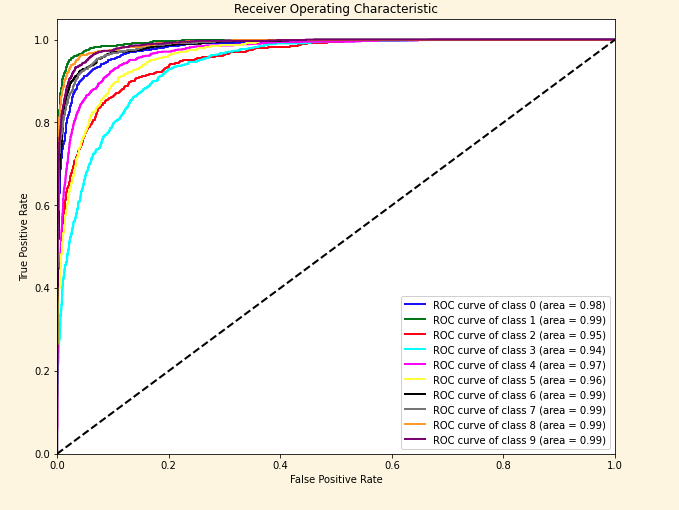 Receiver Operating Characteristic
1.0
0.8
0.6
0.4
0.2
0.0
True Positive Rate
ROC curve of class 0 (area = 0.98)
ROC curve of class 1 (area = 0.99)
ROC curve of class 2 (area = 0.95)
ROC curve of class 3 (area = 0.94)
ROC curve of class 4 (area = 0.97)
ROC curve of class 5 (area = 0.96)
ROC curve of class 6 (area = 0.99)
ROC curve of class 7 (area = 0.99)
ROC curve of class 8 (area = 0.99)
ROC curve of class 9 (area = 0.99)
0.0 0.2 0.4 0.6 0.8 1.0
False Positive Rate